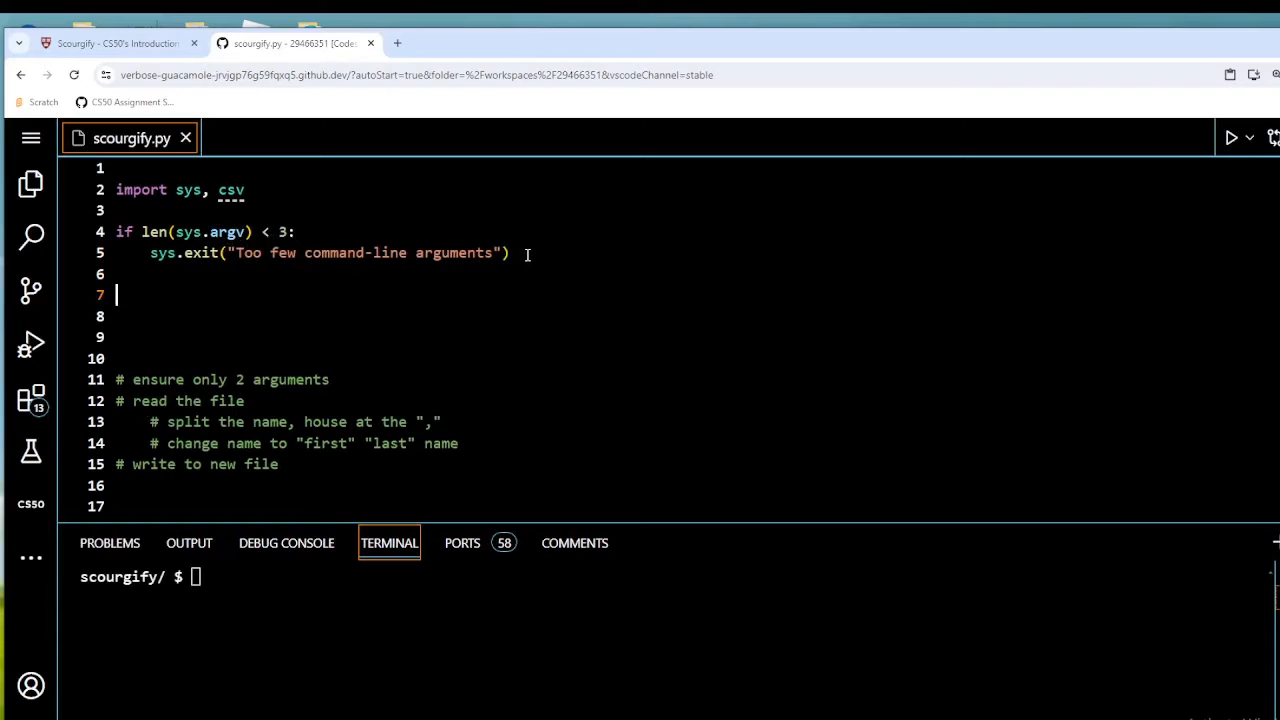 Scourgify - CS50's Introduction
scourgify.py - 29466351 [Codes
verbose-guacamole-jrvjgp76g59fqxq5.github.dev/?autoStart=true&folder=%2Fworkspaces%2F29466351&vscodeChannel=stable
Scratch
CS50 Assignment S...
scourgify.py
1
2 import sys, csv
3
4 if len(sys.argv) < 3:
5 sys.exit("Too few command-line arguments")
6
7
8
9
10
11 # ensure only 2 arguments
12 # read the file
13 # split the name, house at the ","
14 # change name to "first" "last" name
15 # write to new file
16
17
13
CS50
PROBLEMS OUTPUT DEBUG CONSOLE TERMINAL PORTS 58 COMMENTS
scourgify/ $